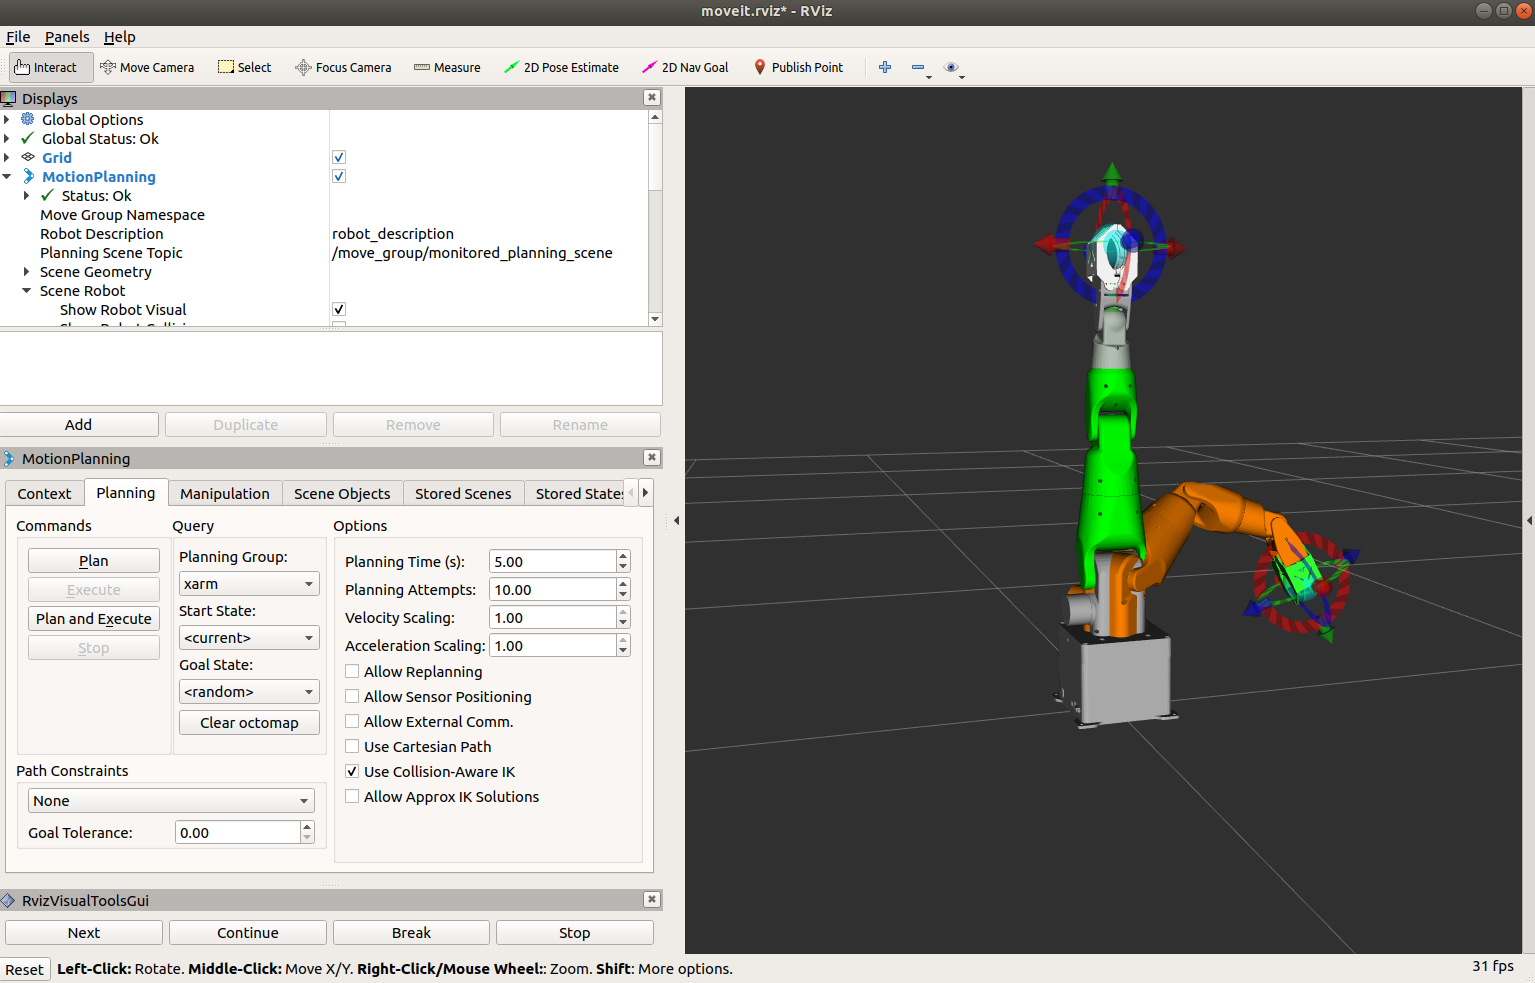 moveit.rviz* - RViz
File Panels Help
Interact Move Camera Select Focus Camera Measure 2D Pose Estimate 2D Nav Goal Publish Point
Displays
Global Options
Global Status: Ok
Grid
MotionPlanning
Status: Ok
Move Group Namespace
Robot Description robot_description
Planning Scene Topic /move_group/monitored_planning_scene
Scene Geometry
Scene Robot
Show Robot Visual
Add Duplicate Remove Rename
MotionPlanning
Context Planning Manipulation Scene Objects Stored Scenes Stored States
Commands Query Options
Plan
Execute
Plan and Execute
Stop
Planning Group:
xarm
Start State:
<current>
Goal State:
<random>
Clear octomap
Path Constraints
None
Goal Tolerance: 0.00
Planning Time (s): 5.00
Planning Attempts: 10.00
Velocity Scaling: 1.00
Acceleration Scaling: 1.00
Allow Replanning
Allow Sensor Positioning
Allow External Comm.
Use Cartesian Path
Use Collision-Aware IK
Allow Approx IK Solutions
RvizVisualToolsGui
Next Continue Break Stop
Reset Left-Click: Rotate. Middle-Click: Move X/Y. Right-Click/Mouse Wheel:: Zoom. Shift: More options. 31 fps